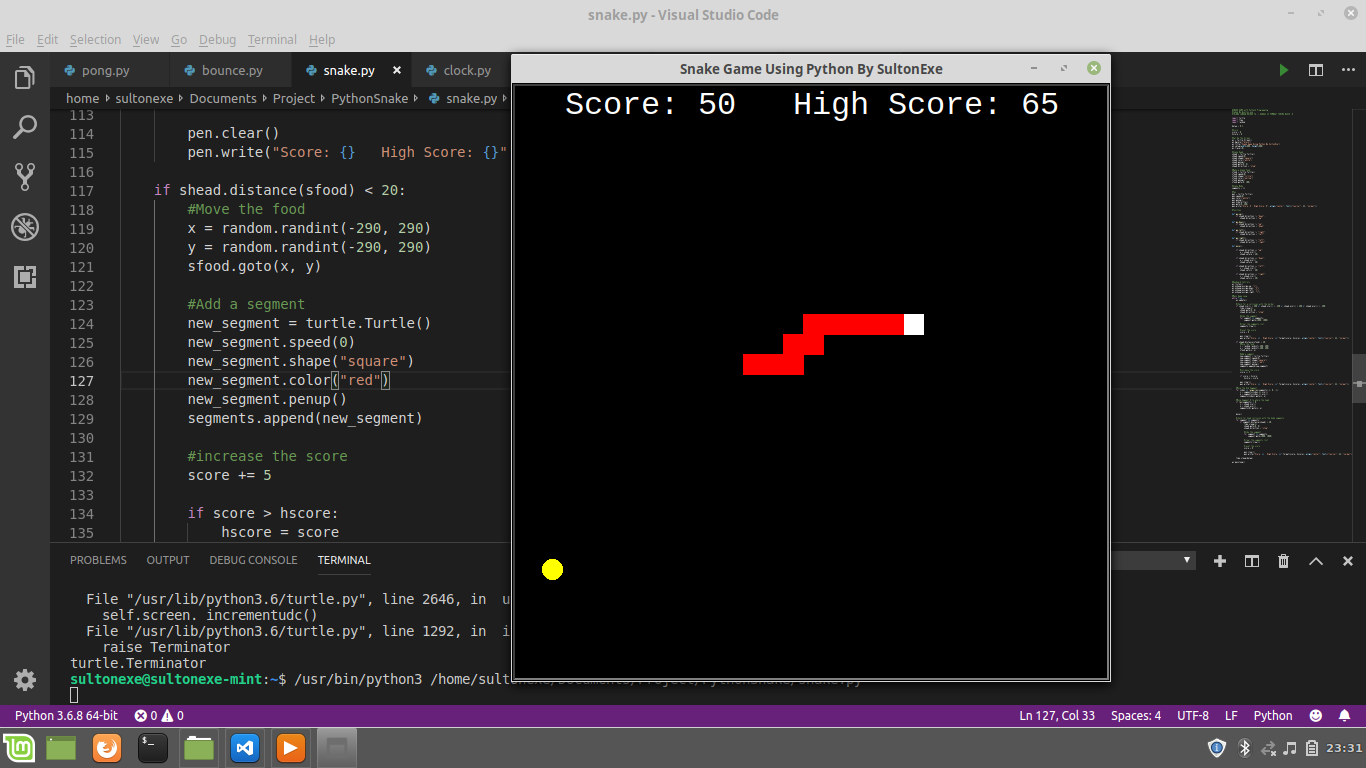 snake.py - Visual Studio Code
File Edit Selection View Go Debug Terminal Help
pong.py bounce.py snake.py clock.py
home sultonexe Documents Project PythonSnake snake.py
113
114 pen.clear()
115 pen.write("Score: {}   High Score: {}"
116
117 if shead.distance(sfood) < 20:
118 #Move the food
119 x = random.randint(-290, 290)
120 y = random.randint(-290, 290)
121 sfood.goto(x, y)
122
123 #Add a segment
124 new_segment = turtle.Turtle()
125 new_segment.speed(0)
126 new_segment.shape("square")
127 new_segment.color("red")
128 new_segment.penup()
129 segments.append(new_segment)
130
131 #increase the score
132 score += 5
133
134 if score > hscore:
135 hscore = score
Snake Game Using Python By SultonExe
Score: 50   High Score: 65
PROBLEMS OUTPUT DEBUG CONSOLE TERMINAL
File "/usr/lib/python3.6/turtle.py", line 2646, in u
self.screen. incrementudc()
File "/usr/lib/python3.6/turtle.py", line 1292, in i
raise Terminator
turtle.Terminator
sultonexe@sultonexe-mint:~$ /usr/bin/python3 /home/sultonexe/Documents/Project/PythonSnake/snake.py
Python 3.6.8 64-bit 0 0 Ln 127, Col 33 Spaces: 4 UTF-8 LF Python
23:31